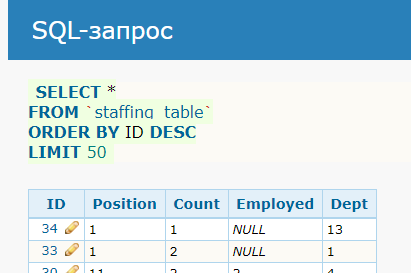 SQL-запрос
SELECT *
FROM `staffing_table`
ORDER BY ID DESC
LIMIT 50
ID Position Count Employed Dept
34 1 1 NULL 13
33 1 2 NULL 1
30 11 2 2 4